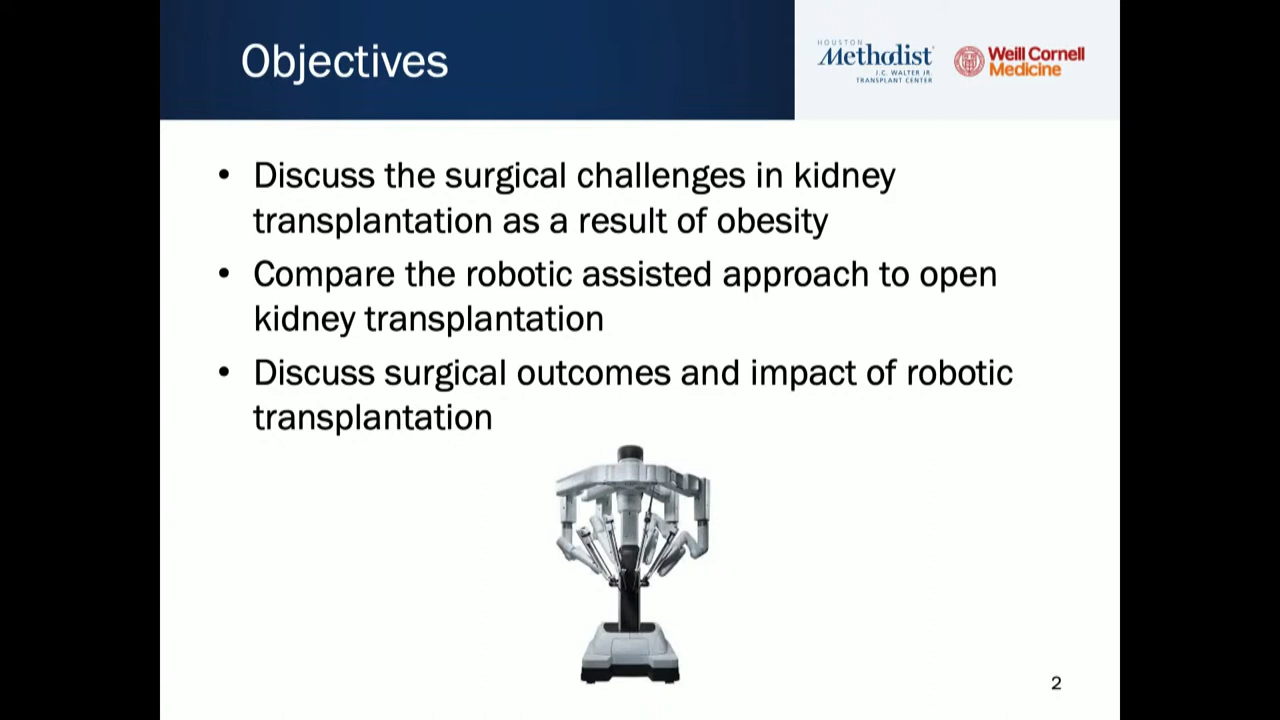 Objectives
HOUSTON
Methodist
J.C. WALTER JR.
TRANSPLANT CENTER
Weill Cornell
Medicine
• Discuss the surgical challenges in kidney
transplantation as a result of obesity
• Compare the robotic assisted approach to open
kidney transplantation
• Discuss surgical outcomes and impact of robotic
transplantation
2